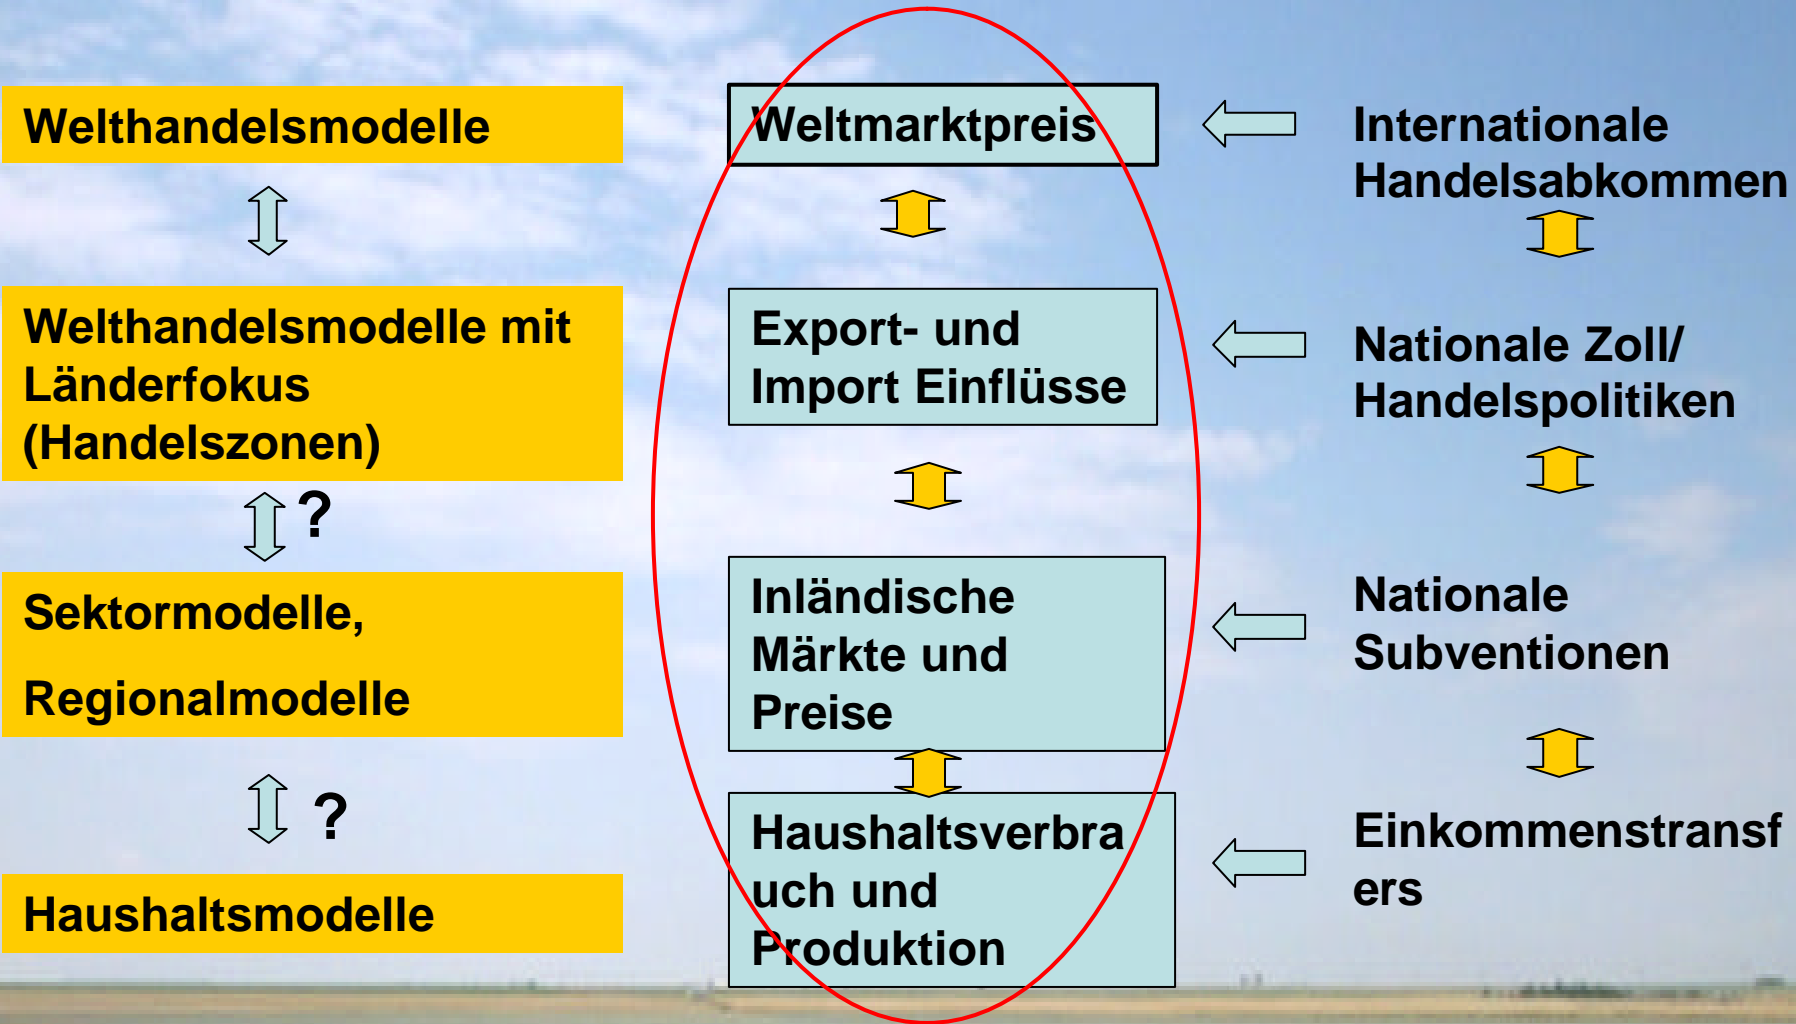 Welthandelsmodelle
Welthandelsmodelle mit
Länderfokus
(Handelszonen)
?
Sektormodelle,
Regionalmodelle
?
Haushaltsmodelle
Weltmarktpreis
Export- und
Import Einflüsse
Inländische
Märkte und
Preise
Haushaltsverbra
uch und
Produktion
Internationale
Handelsabkommen
Nationale Zoll/
Handelspolitiken
Nationale
Subventionen
Einkommenstransf
ers